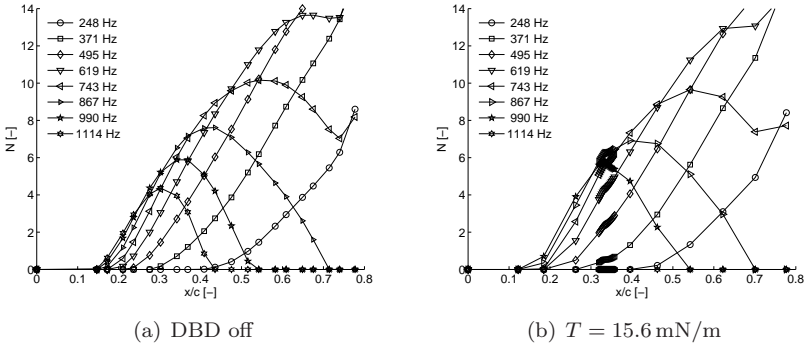 14
12
10
8
6
4
2
0
N [–]
248 Hz
371 Hz
495 Hz
619 Hz
743 Hz
867 Hz
990 Hz
1114 Hz
0 0.1 0.2 0.3 0.4 0.5 0.6 0.7 0.8
x/c [–]
(a) DBD off
14
12
10
8
6
4
2
0
N [–]
248 Hz
371 Hz
495 Hz
619 Hz
743 Hz
867 Hz
990 Hz
1114 Hz
0 0.1 0.2 0.3 0.4 0.5 0.6 0.7 0.8
x/c [–]
(b) T = 15.6 mN/m